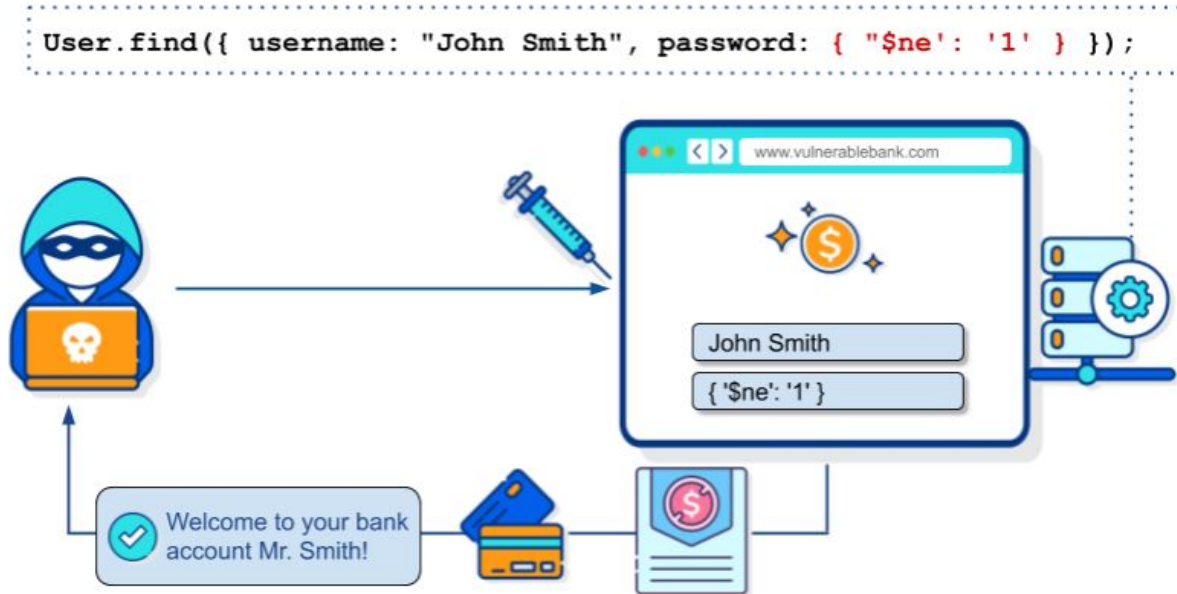 User.find({ username: "John Smith", password: { "$ne': '1' } });
www.vulnerablebank.com
$
John Smith
{ '$ne': '1' }
$
Welcome to your bank
account Mr. Smith!